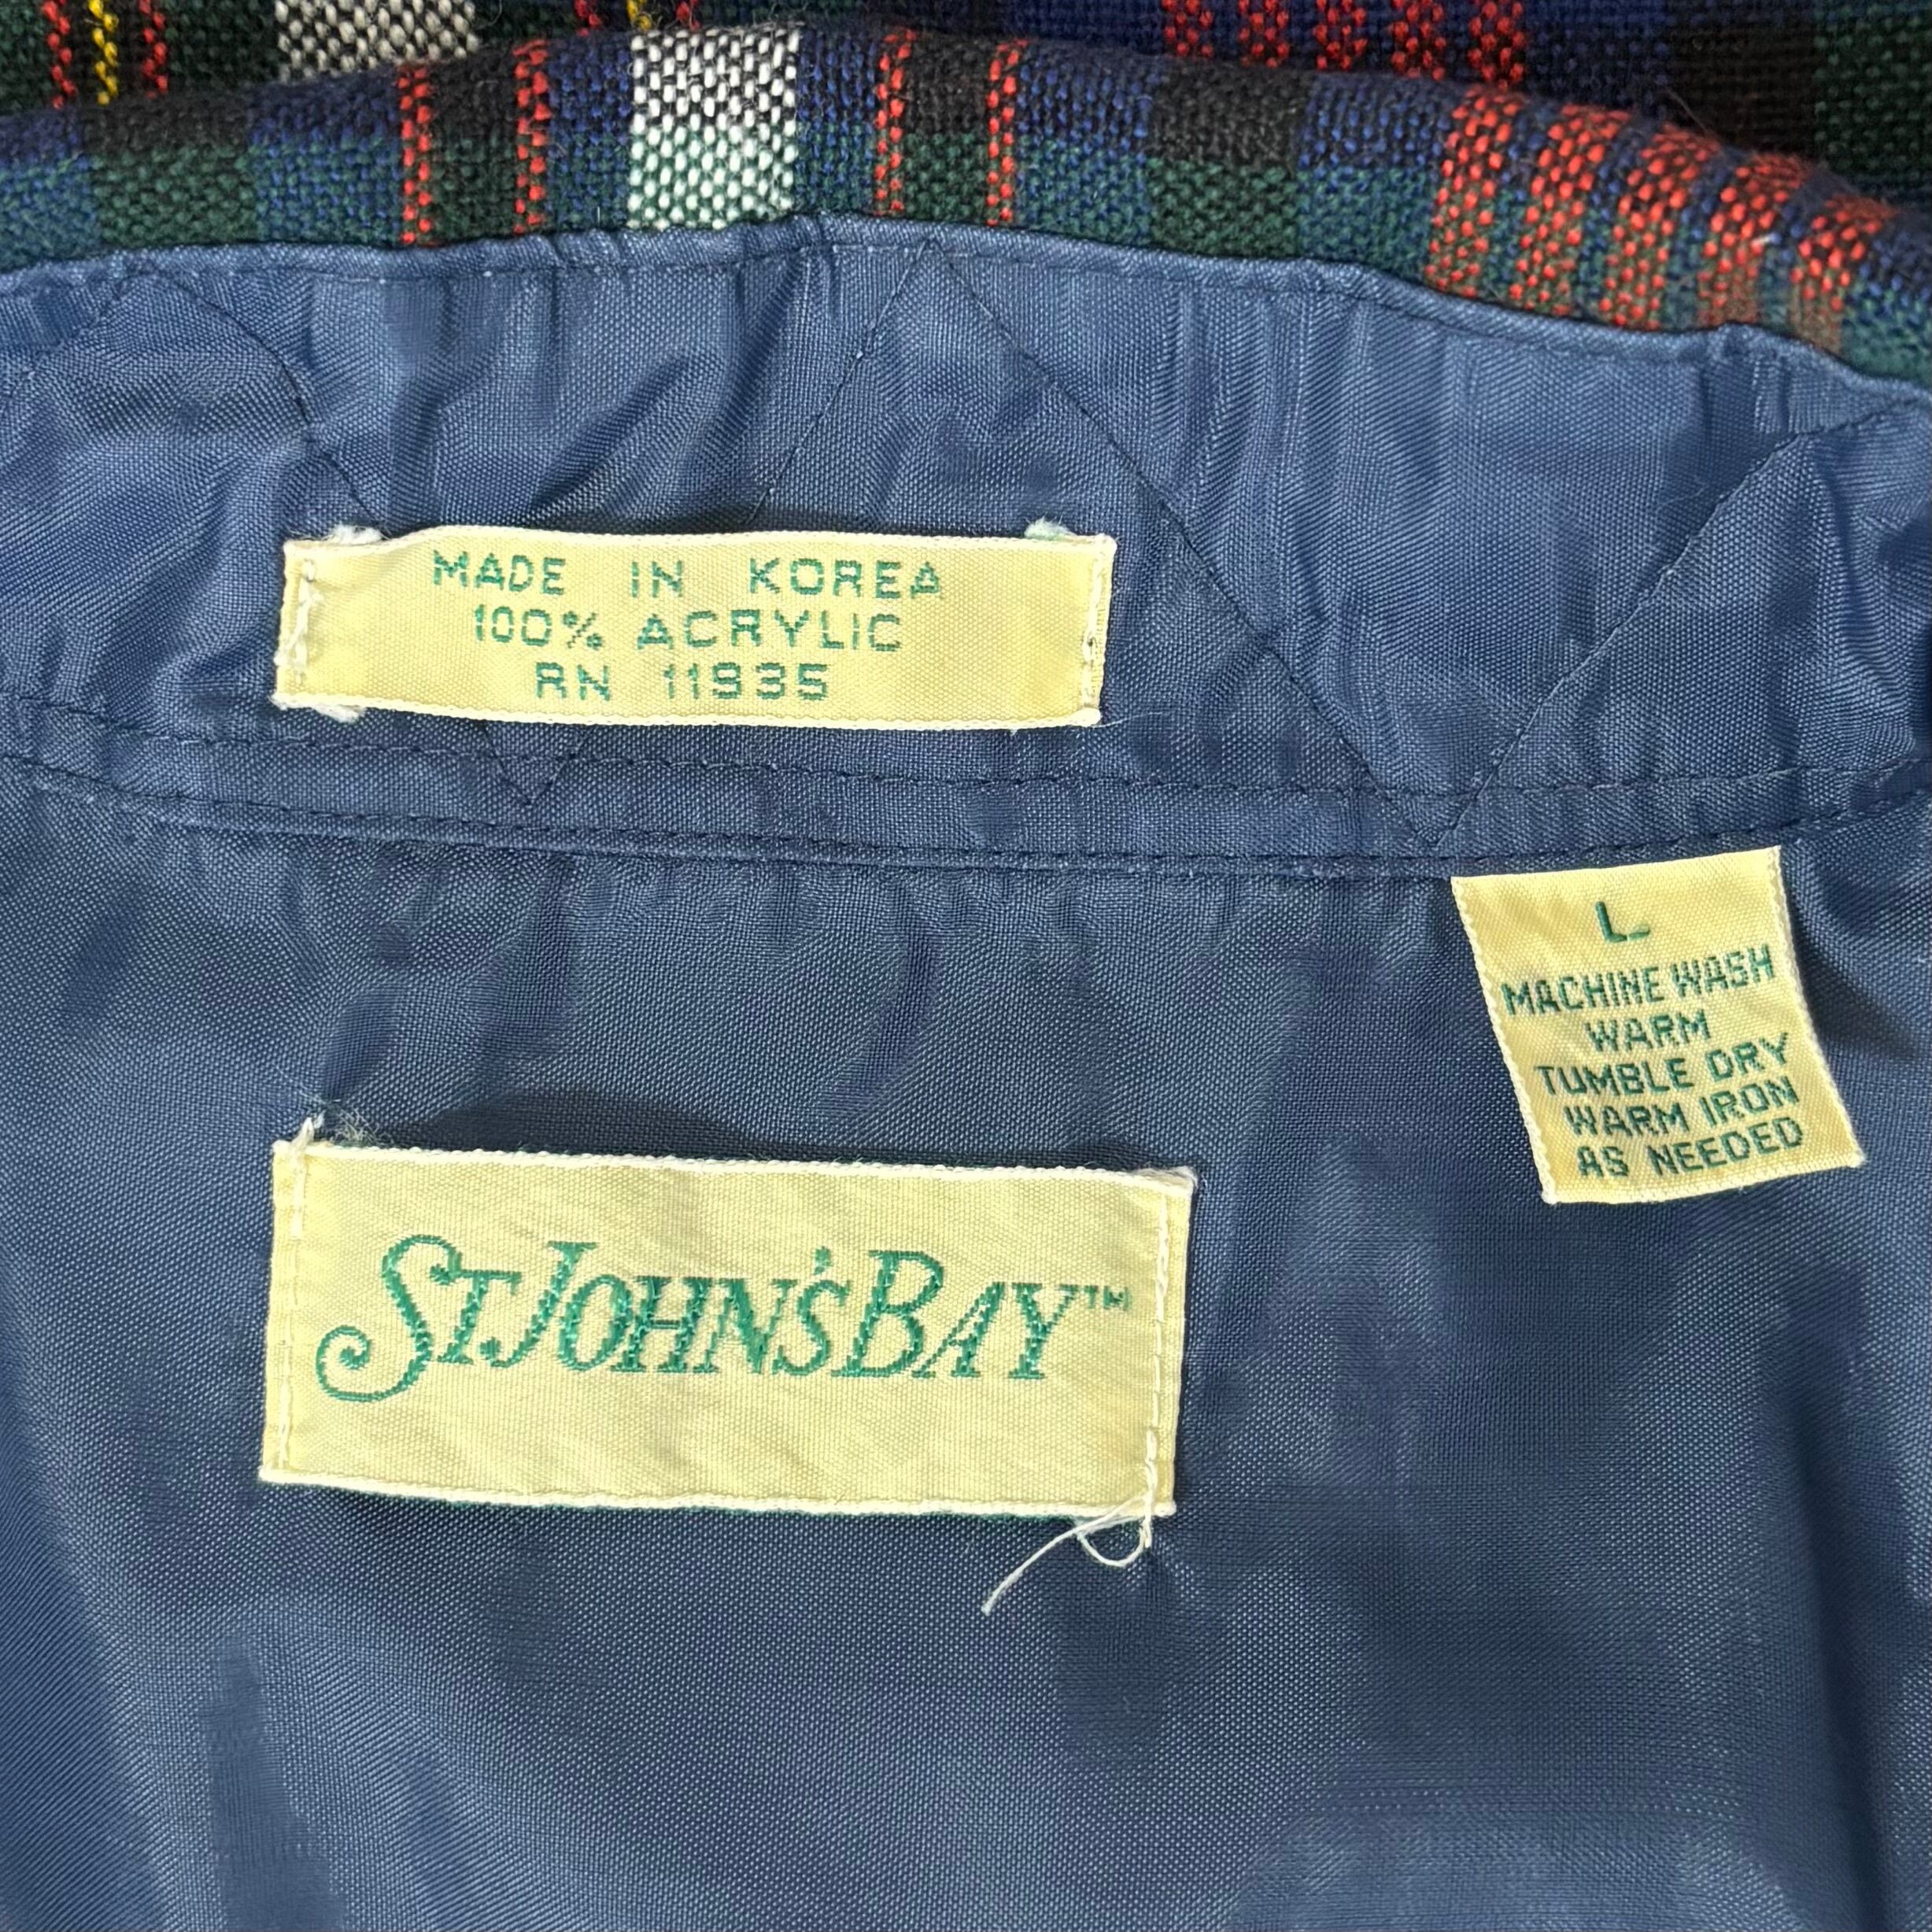 MADE IN KOREA
100% ACRYLIC
RN 11935
L
MACHINE WASH
WARM
TUMBLE DRY
WARM IRON
AS NEEDED
ST. JOHN'S BAY™